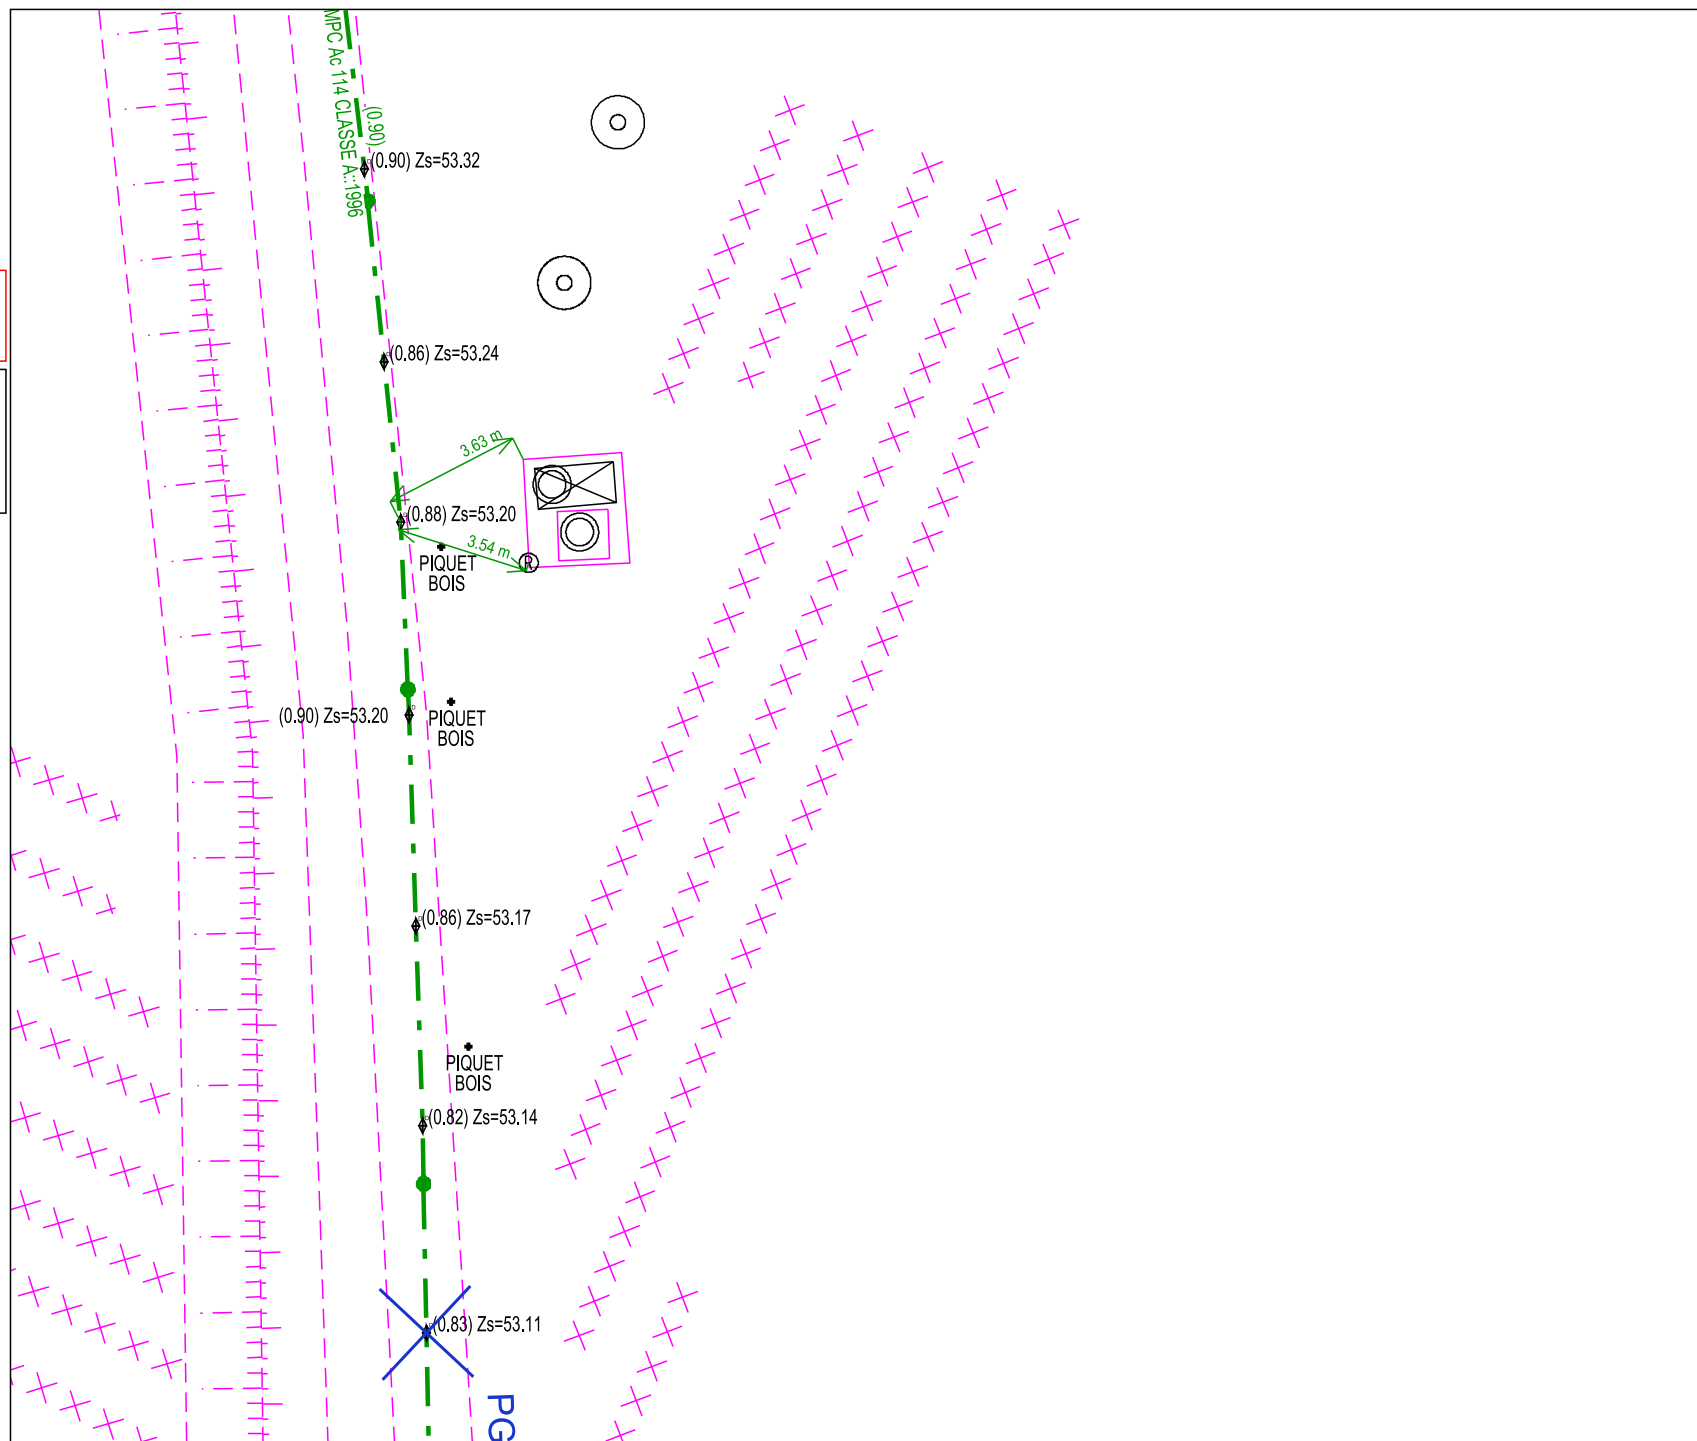 MPC Ac 114 CLASSE A::1996
(0.90)
(0.90) Zs=53.32
(0.86) Zs=53.24
3.63 m
(0.88) Zs=53.20
3.54 m
R
PIQUET
BOIS
(0.90) Zs=53.20
PIQUET
BOIS
(0.86) Zs=53.17
PIQUET
BOIS
(0.82) Zs=53.14
(0.83) Zs=53.11
PG